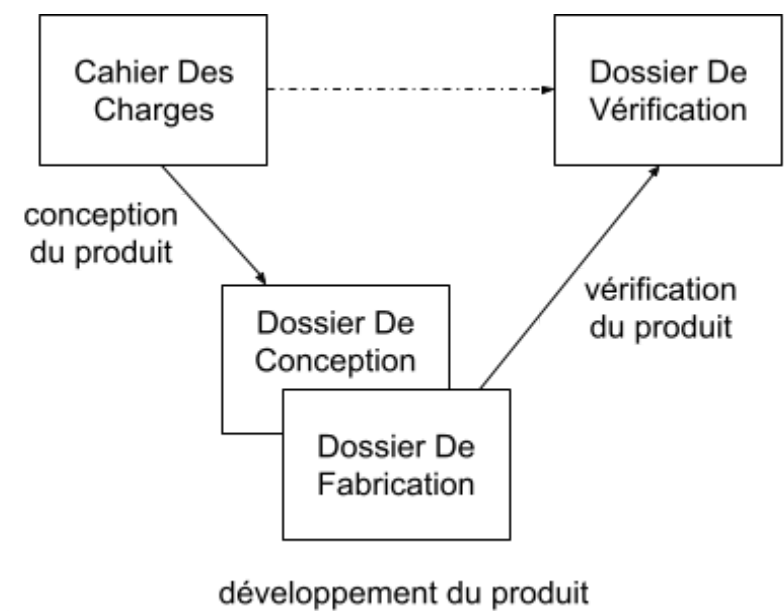 Cahier Des
Charges
Dossier De
Vérification
conception
du produit
Dossier De
Conception
vérification
du produit
Dossier De
Fabrication
développement du produit